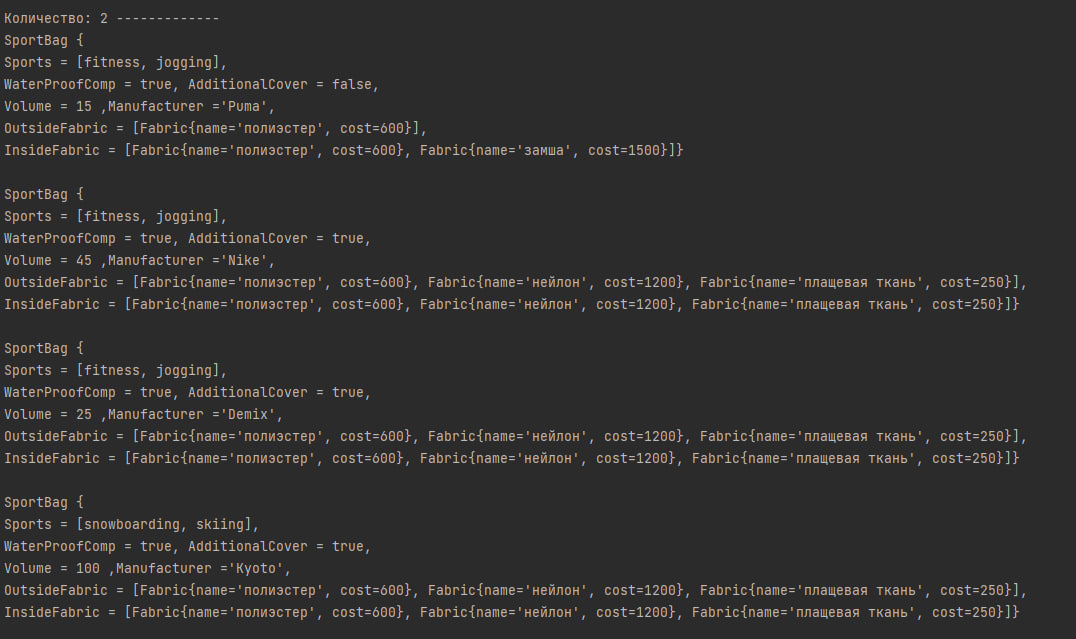 Количество: 2 -------------
SportBag {
Sports = [fitness, jogging],
WaterProofComp = true, AdditionalCover = false,
Volume = 15 ,Manufacturer ='Puma',
OutsideFabric = [Fabric{name='полиэстер', cost=600}],
InsideFabric = [Fabric{name='полиэстер', cost=600}, Fabric{name='замша', cost=1500}]}
SportBag {
Sports = [fitness, jogging],
WaterProofComp = true, AdditionalCover = true,
Volume = 45 ,Manufacturer ='Nike',
OutsideFabric = [Fabric{name='полиэстер', cost=600}, Fabric{name='нейлон', cost=1200}, Fabric{name='плащевая ткань', cost=250}],
InsideFabric = [Fabric{name='полиэстер', cost=600}, Fabric{name='нейлон', cost=1200}, Fabric{name='плащевая ткань', cost=250}]}
SportBag {
Sports = [fitness, jogging],
WaterProofComp = true, AdditionalCover = true,
Volume = 25 ,Manufacturer ='Demix',
OutsideFabric = [Fabric{name='полиэстер', cost=600}, Fabric{name='нейлон', cost=1200}, Fabric{name='плащевая ткань', cost=250}],
InsideFabric = [Fabric{name='полиэстер', cost=600}, Fabric{name='нейлон', cost=1200}, Fabric{name='плащевая ткань', cost=250}]}
SportBag {
Sports = [snowboarding, skiing],
WaterProofComp = true, AdditionalCover = true,
Volume = 100 ,Manufacturer ='Kyoto',
OutsideFabric = [Fabric{name='полиэстер', cost=600}, Fabric{name='нейлон', cost=1200}, Fabric{name='плащевая ткань', cost=250}],
InsideFabric = [Fabric{name='полиэстер', cost=600}, Fabric{name='нейлон', cost=1200}, Fabric{name='плащевая ткань', cost=250}]}